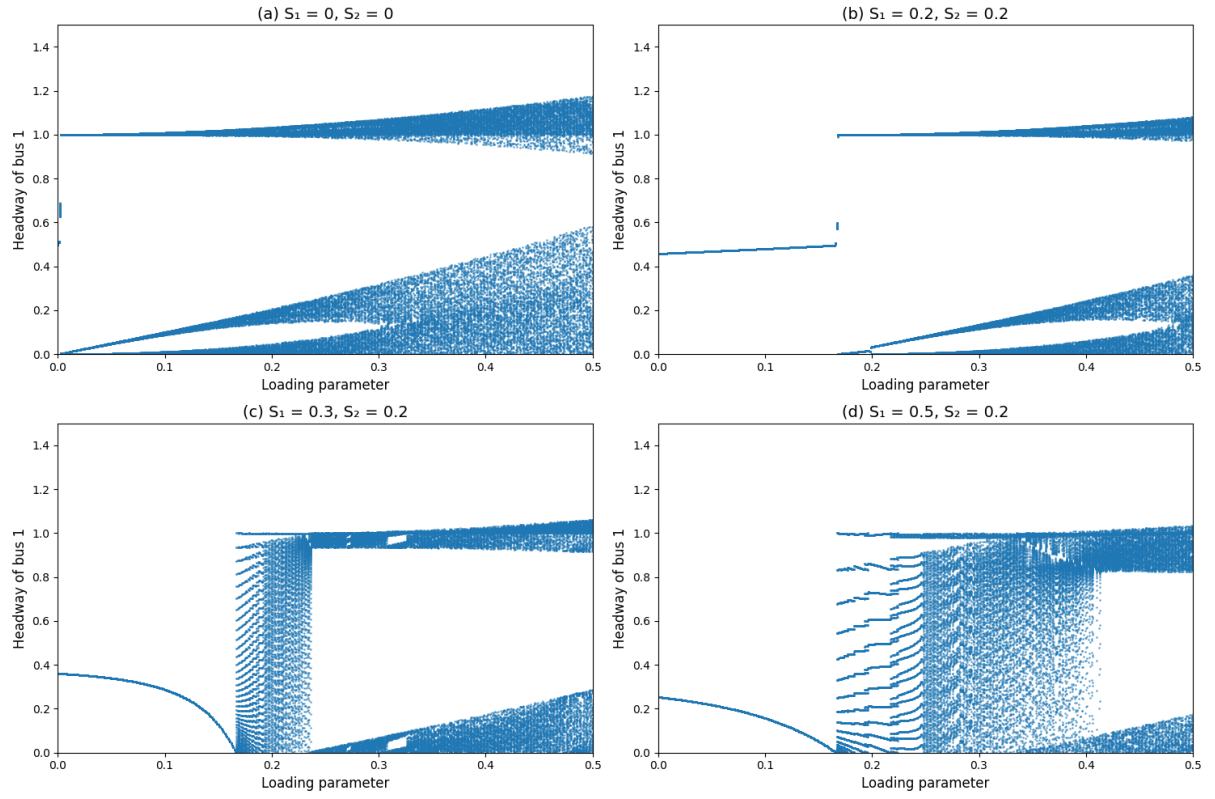 (a) S₁ = 0, S₂ = 0
1.4
1.2
1.0
0.8
0.6
0.4
0.2
0.0
Headway of bus 1
0.0 0.1 0.2 0.3 0.4 0.5
Loading parameter
(b) S₁ = 0.2, S₂ = 0.2
1.4
1.2
1.0
0.8
0.6
0.4
0.2
0.0
Headway of bus 1
0.0 0.1 0.2 0.3 0.4 0.5
Loading parameter
(c) S₁ = 0.3, S₂ = 0.2
1.4
1.2
1.0
0.8
0.6
0.4
0.2
0.0
Headway of bus 1
0.0 0.1 0.2 0.3 0.4 0.5
Loading parameter
(d) S₁ = 0.5, S₂ = 0.2
1.4
1.2
1.0
0.8
0.6
0.4
0.2
0.0
Headway of bus 1
0.0 0.1 0.2 0.3 0.4 0.5
Loading parameter